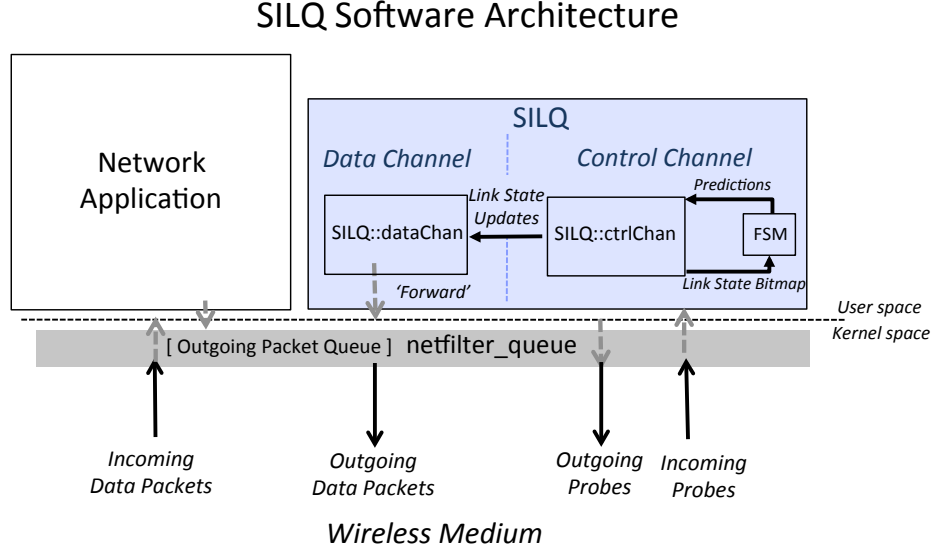 SILQ Software Architecture
SILQ
Network
Application
Data Channel
Control Channel
Predictions
Link State
Updates
SILQ::dataChan
SILQ::ctrlChan
FSM
‘Forward’
Link State Bitmap
User space
Kernel space
[ Outgoing Packet Queue ] netfilter_queue
Incoming
Data Packets
Outgoing
Data Packets
Outgoing
Probes
Incoming
Probes
Wireless Medium